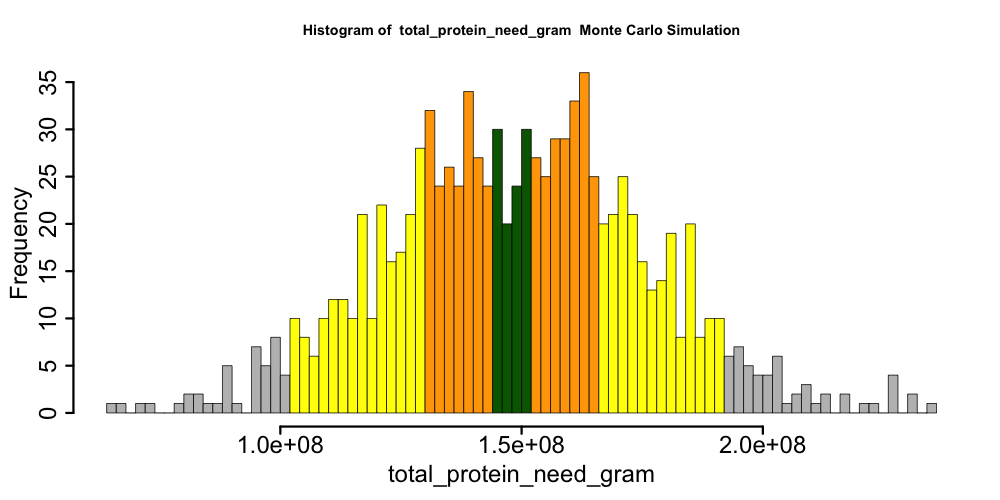 Histogram of  total_protein_need_gram  Monte Carlo Simulation
Frequency
35
30
25
20
15
10
5
0
1.0e+08 1.5e+08 2.0e+08
total_protein_need_gram